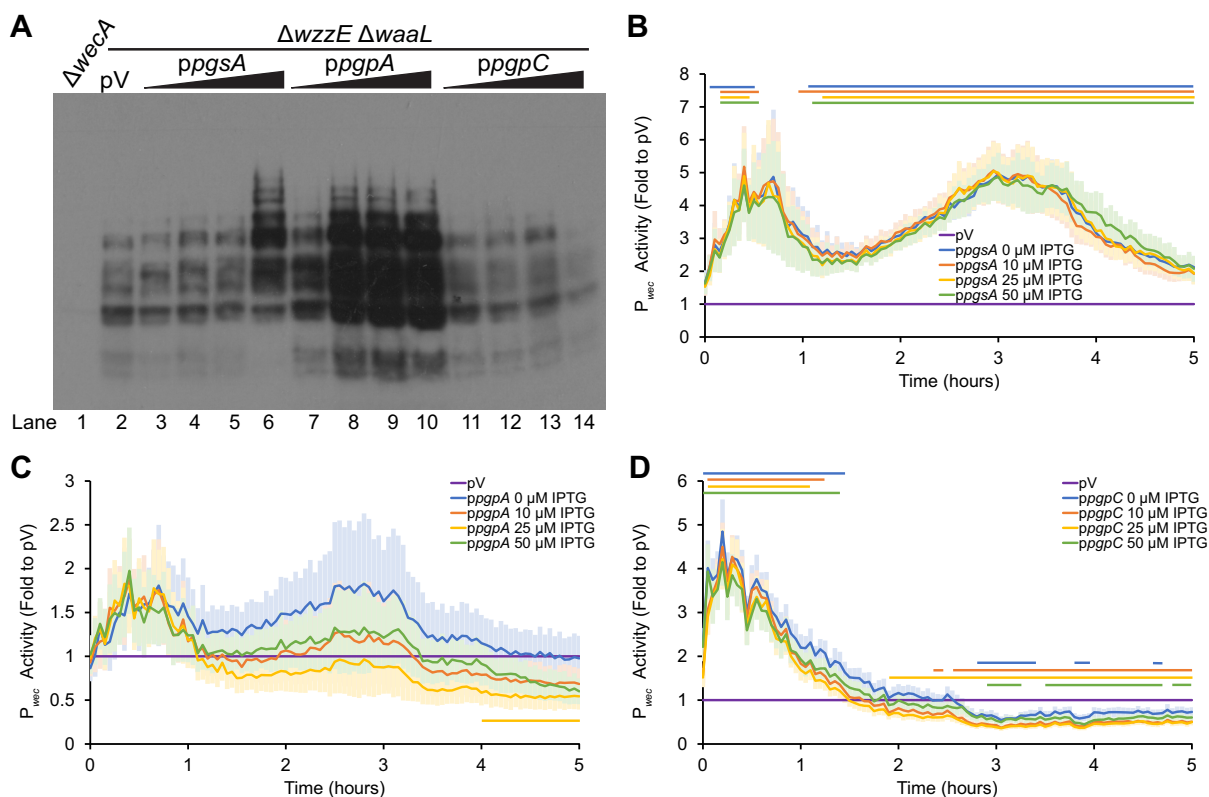 A
ΔwecA
ΔwzzE ΔwaaL
pV ppgsA ppgpA ppgpC
Lane 1 2 3 4 5 6 7 8 9 10 11 12 13 14
B
P wec Activity (Fold to pV)
8
7
6
5
4
3
2
1
0
pV
ppgsA 0 µM IPTG
ppgsA 10 µM IPTG
ppgsA 25 µM IPTG
ppgsA 50 µM IPTG
0 1 2 3 4 5
Time (hours)
C
P wec Activity (Fold to pV)
3
2.5
2
1.5
1
0.5
0
pV
ppgpA 0 µM IPTG
ppgpA 10 µM IPTG
ppgpA 25 µM IPTG
ppgpA 50 µM IPTG
0 1 2 3 4 5
Time (hours)
D
P wec Activity (Fold to pV)
6
5
4
3
2
1
0
pV
ppgpC 0 µM IPTG
ppgpC 10 µM IPTG
ppgpC 25 µM IPTG
ppgpC 50 µM IPTG
0 1 2 3 4 5
Time (hours)